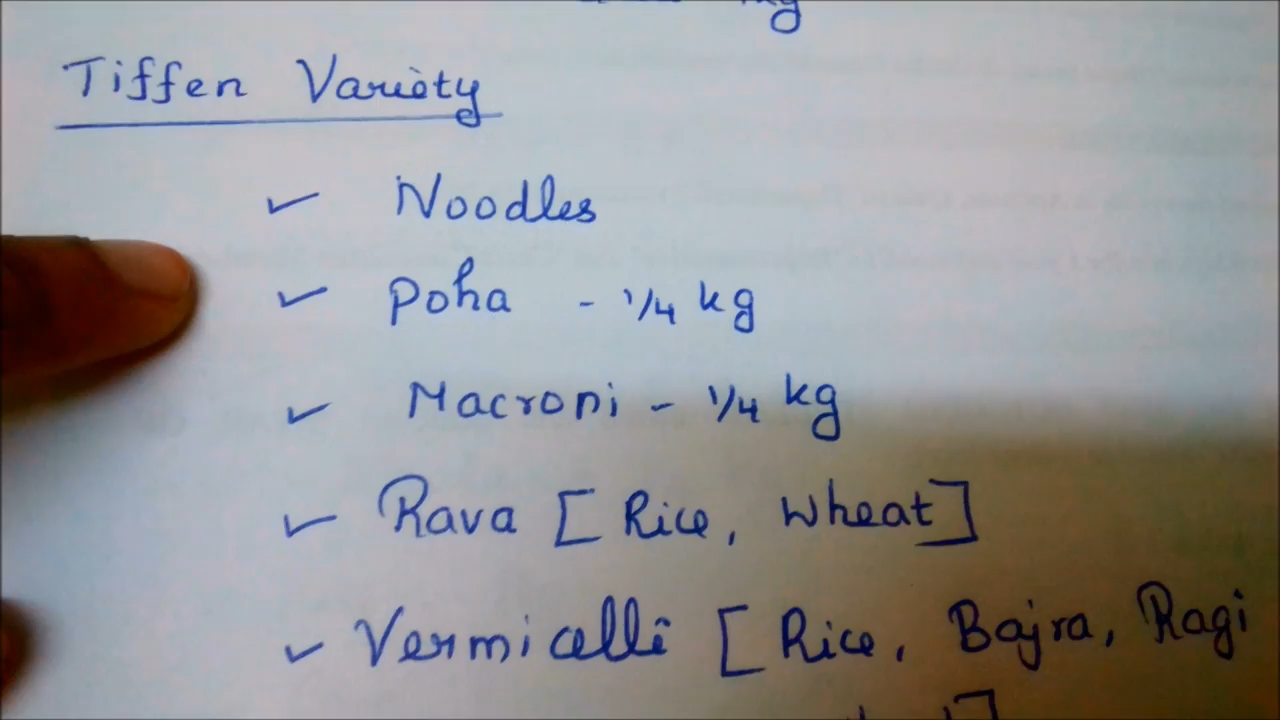 Tiffen Variety
✓ Noodles
✓ Poha - 1/4 kg
✓ Macroni - 1/4 kg
✓ Rava [Rice, Wheat]
✓ Vermicelli [Rice, Bajra, Ragi